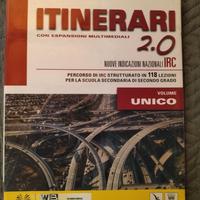 ITINERARI
CON ESPANSIONI MULTIMEDIALI
2.0
NUOVE INDICAZIONI NAZIONALI IRC
PERCORSO DI IRC STRUTTURATO IN 118 LEZIONI
PER LA SCUOLA SECONDARIA DI SECONDO GRADO
VOLUME
UNICO